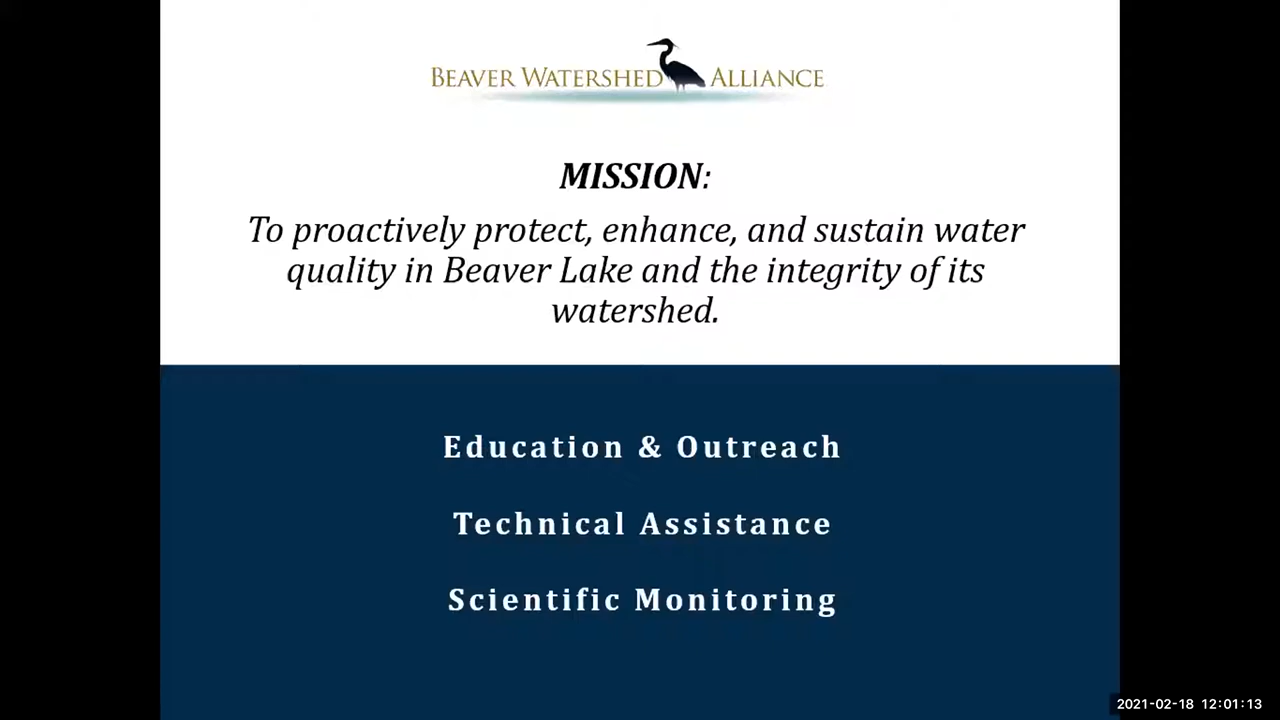 BEAVER WATERSHED ALLIANCE
MISSION:
To proactively protect, enhance, and sustain water
quality in Beaver Lake and the integrity of its
watershed.
Education & Outreach
Technical Assistance
Scientific Monitoring
2021-02-18 12:01:13